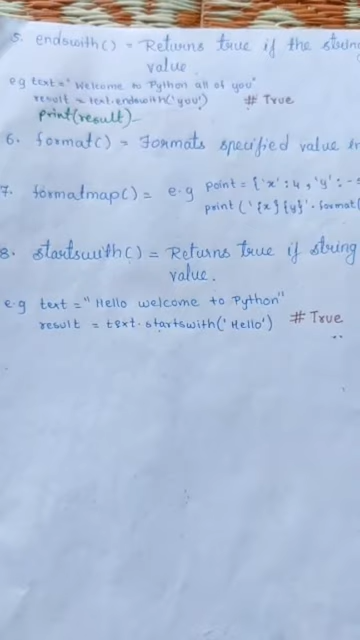 5. endswith() = Returns true if the string
value.
eg text = "Welcome to Python all of you"
result = text.endswith('you') # True
print(result)
6. format() = Formats specified value in
7. formatmap() = e.g point = {'x':4, 'y':-5
print('{x}{y}'.format(
8. startswith() = Returns true if string
value.
e.g text = "Hello welcome to Python"
result = text.startswith('Hello') # True